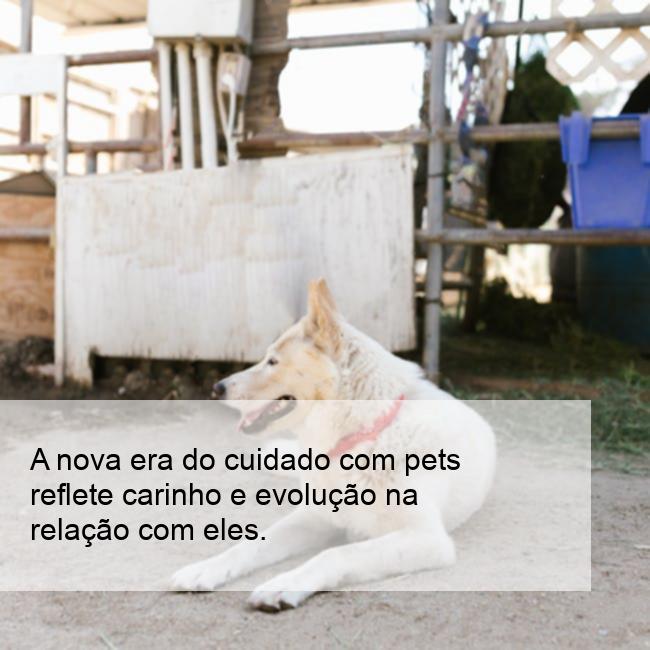 A nova era do cuidado com pets
reflete carinho e evolução na
relação com eles.